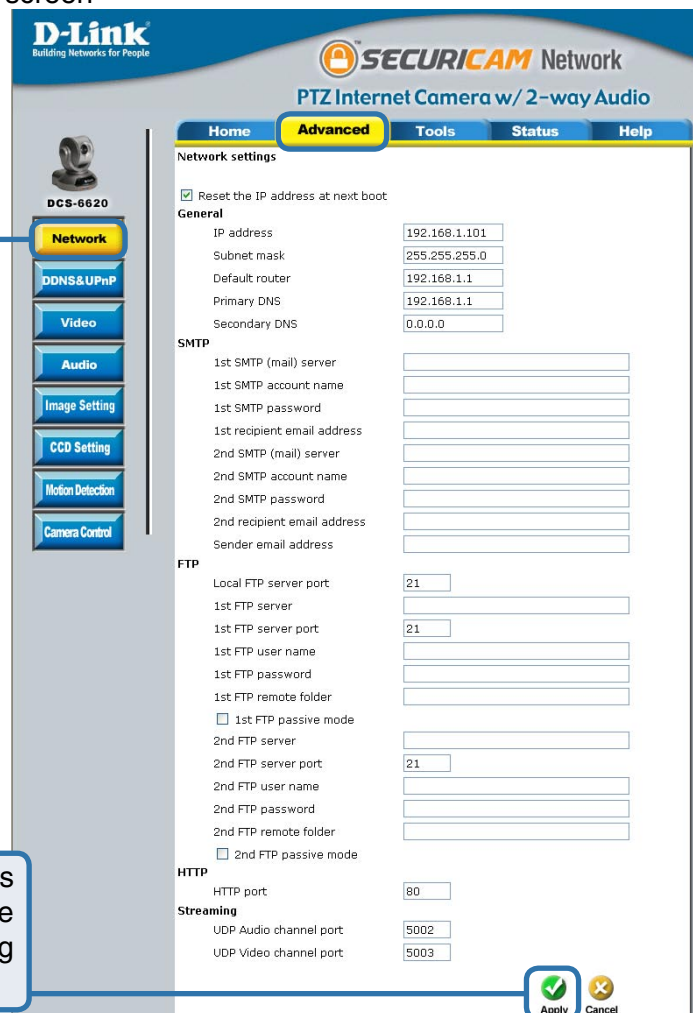 screen
D-Link
Building Networks for People
SECURICAM Network
PTZ Internet Camera w/ 2-way Audio
Home Advanced Tools Status Help
DCS-6620
Network
DDNS&UPnP
Video
Audio
Image Setting
CCD Setting
Motion Detection
Camera Control
Network settings
Reset the IP address at next boot
General
IP address 192.168.1.101
Subnet mask 255.255.255.0
Default router 192.168.1.1
Primary DNS 192.168.1.1
Secondary DNS 0.0.0.0
SMTP
1st SMTP (mail) server
1st SMTP account name
1st SMTP password
1st recipient email address
2nd SMTP (mail) server
2nd SMTP account name
2nd SMTP password
2nd recipient email address
Sender email address
FTP
Local FTP server port 21
1st FTP server
1st FTP server port 21
1st FTP user name
1st FTP password
1st FTP remote folder
1st FTP passive mode
2nd FTP server
2nd FTP server port 21
2nd FTP user name
2nd FTP password
2nd FTP remote folder
2nd FTP passive mode
HTTP
HTTP port 80
Streaming
UDP Audio channel port 5002
UDP Video channel port 5003
Apply Cancel